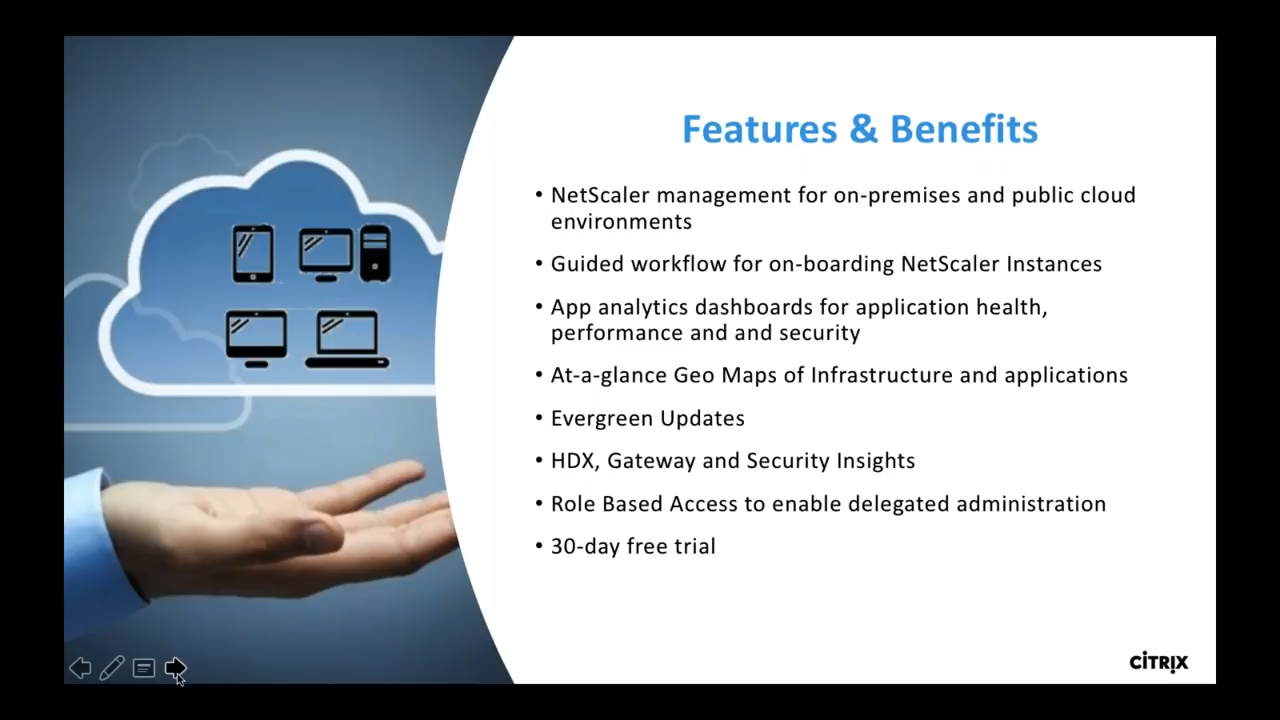 Features & Benefits
• NetScaler management for on-premises and public cloud
environments
• Guided workflow for on-boarding NetScaler Instances
• App analytics dashboards for application health,
performance and and security
• At-a-glance Geo Maps of Infrastructure and applications
• Evergreen Updates
• HDX, Gateway and Security Insights
• Role Based Access to enable delegated administration
• 30-day free trial
CİTRIX